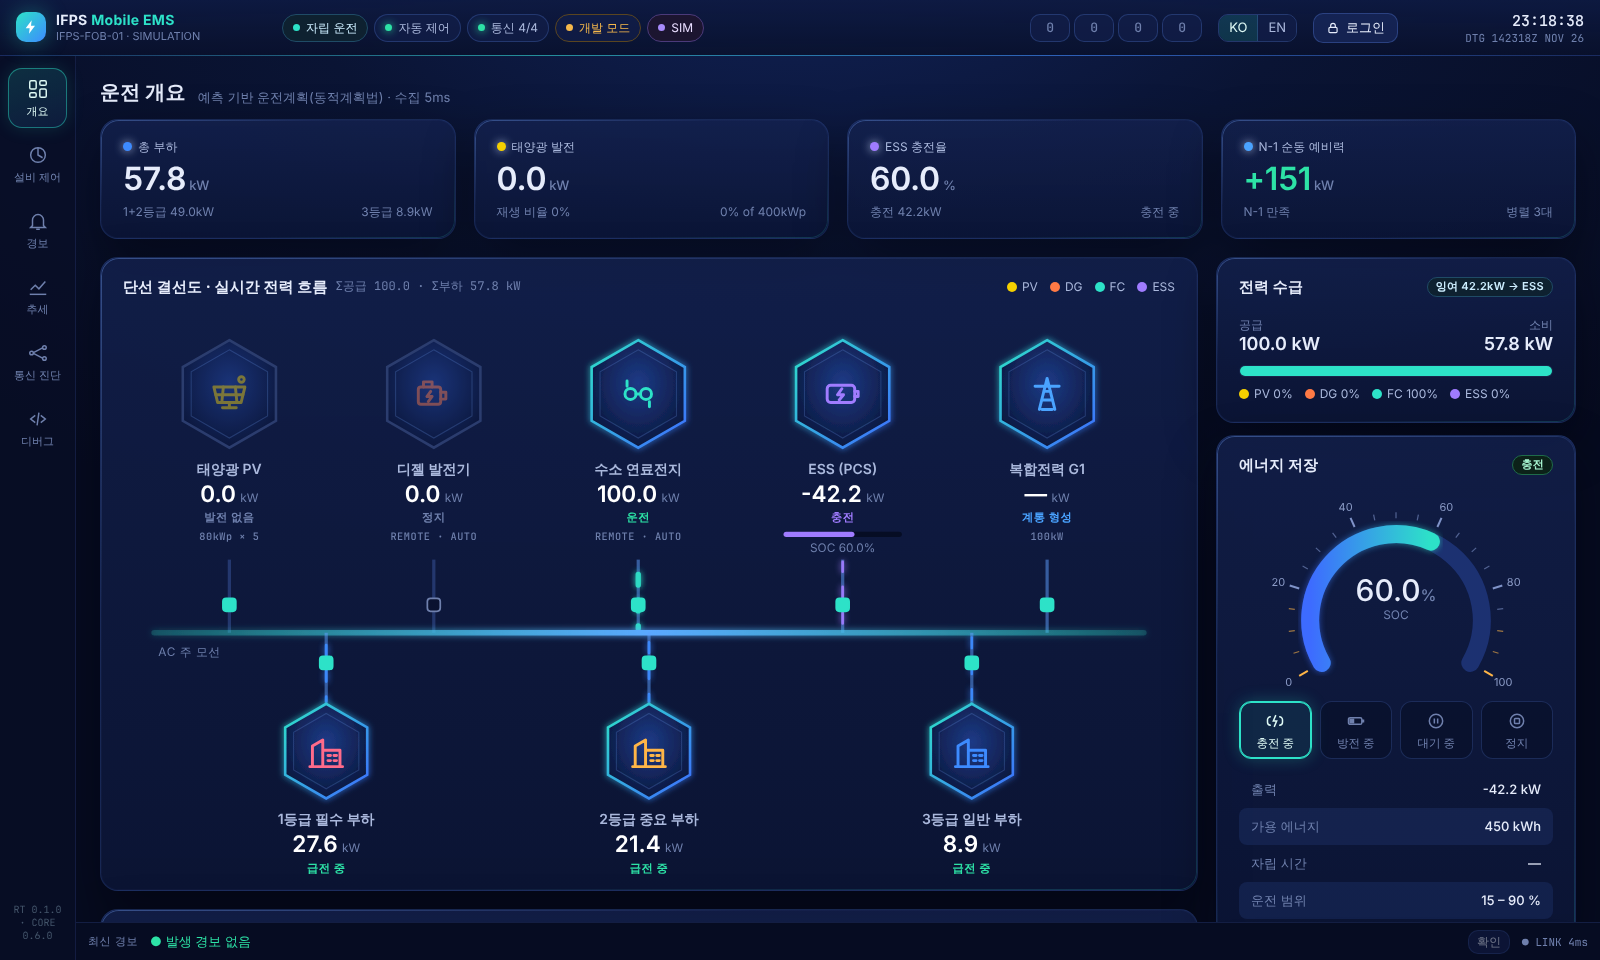 IFPS Mobile EMS
IFPS-FOB-01 · SIMULATION
자립 운전
자동 제어
통신 4/4
개발 모드
SIM
0
0
0
0
KO
EN
로그인
23:18:38
DTG 142318Z NOV 26
개요
설비 제어
경보
추세
통신 진단
디버그
RT 0.1.0
· CORE
0.6.0
운전 개요
예측 기반 운전계획(동적계획법) · 수집 5ms
총 부하
57.8 kW
1+2등급 49.0kW
3등급 8.9kW
태양광 발전
0.0 kW
재생 비율 0%
0% of 400kWp
ESS 충전율
60.0 %
충전 42.2kW
충전 중
N-1 순동 예비력
+151 kW
N-1 만족
병렬 3대
단선 결선도 · 실시간 전력 흐름
Σ공급 100.0 · Σ부하 57.8 kW
PV
DG
FC
ESS
태양광 PV
0.0 kW
발전 없음
80kWp × 5
디젤 발전기
0.0 kW
정지
REMOTE · AUTO
수소 연료전지
100.0 kW
운전
REMOTE · AUTO
ESS (PCS)
-42.2 kW
충전
SOC 60.0%
복합전력 G1
— kW
계통 형성
100kW
AC 주 모선
1등급 필수 부하
27.6 kW
급전 중
2등급 중요 부하
21.4 kW
급전 중
3등급 일반 부하
8.9 kW
급전 중
전력 수급
잉여 42.2kW → ESS
공급
소비
100.0 kW
57.8 kW
PV 0%
DG 0%
FC 100%
ESS 0%
에너지 저장
충전
0
20
40
60
80
100
60.0%
SOC
충전 중
방전 중
대기 중
정지
출력
-42.2 kW
가용 에너지
450 kWh
자립 시간
—
운전 범위
15 – 90 %
최신 경보
발생 경보 없음
확인
LINK 4ms